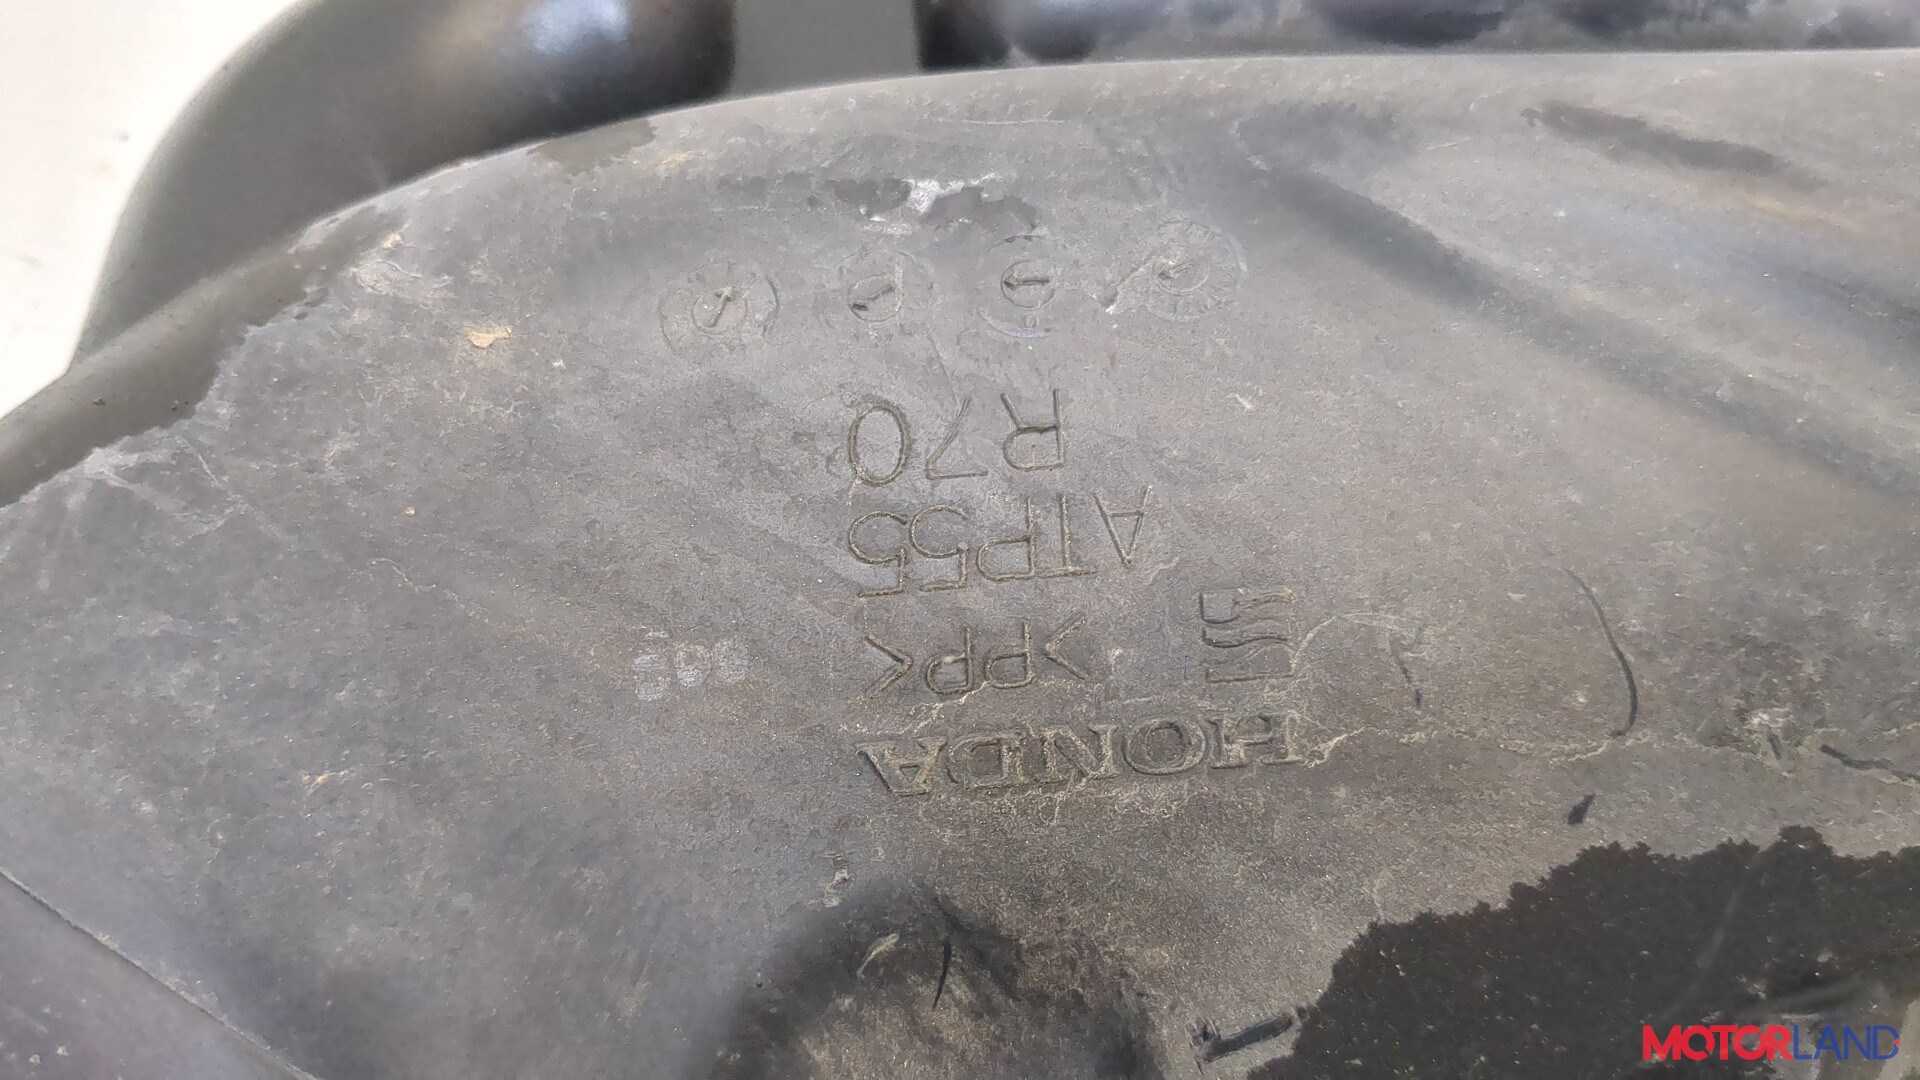 HONDA
>PP<
ATP55
R70
MOTORLAND